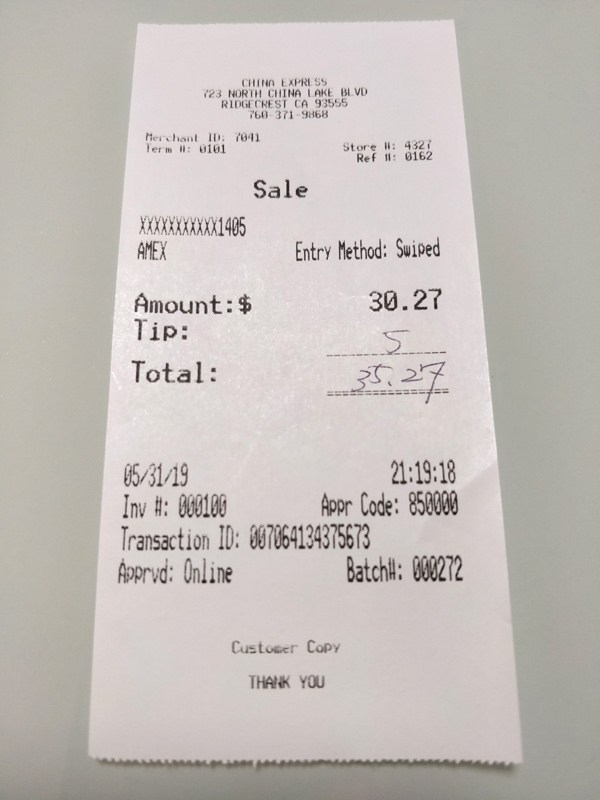 CHINA EXPRESS
723 NORTH CHINA LAKE BLVD
RIDGECREST CA 93555
760-371-9868
Merchant ID: 7041
Term #: 0101
Store #: 4327
Ref #: 0162
Sale
XXXXXXXXXXX1405
AMEX Entry Method: Swiped
Amount:$ 30.27
Tip: 5
Total: 35.27
05/31/19 21:19:18
Inv #: 000100 Appr Code: 850000
Transaction ID: 007064134375673
Apprvd: Online Batch#: 000272
Customer Copy
THANK YOU